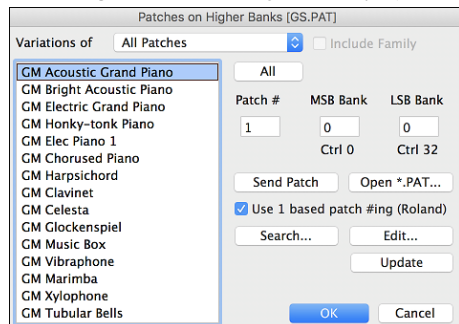 Patches on Higher Banks [GS.PAT]
Variations of All Patches Include Family
GM Acoustic Grand Piano
GM Bright Acoustic Piano
GM Electric Grand Piano
GM Honky-tonk Piano
GM Elec Piano 1
GM Chorused Piano
GM Harpsichord
GM Clavinet
GM Celesta
GM Glockenspiel
GM Music Box
GM Vibraphone
GM Marimba
GM Xylophone
GM Tubular Bells
All
Patch # MSB Bank LSB Bank
1 0 0
Ctrl 0 Ctrl 32
Send Patch Open *.PAT...
Use 1 based patch #ing (Roland)
Search... Edit...
Update
OK Cancel